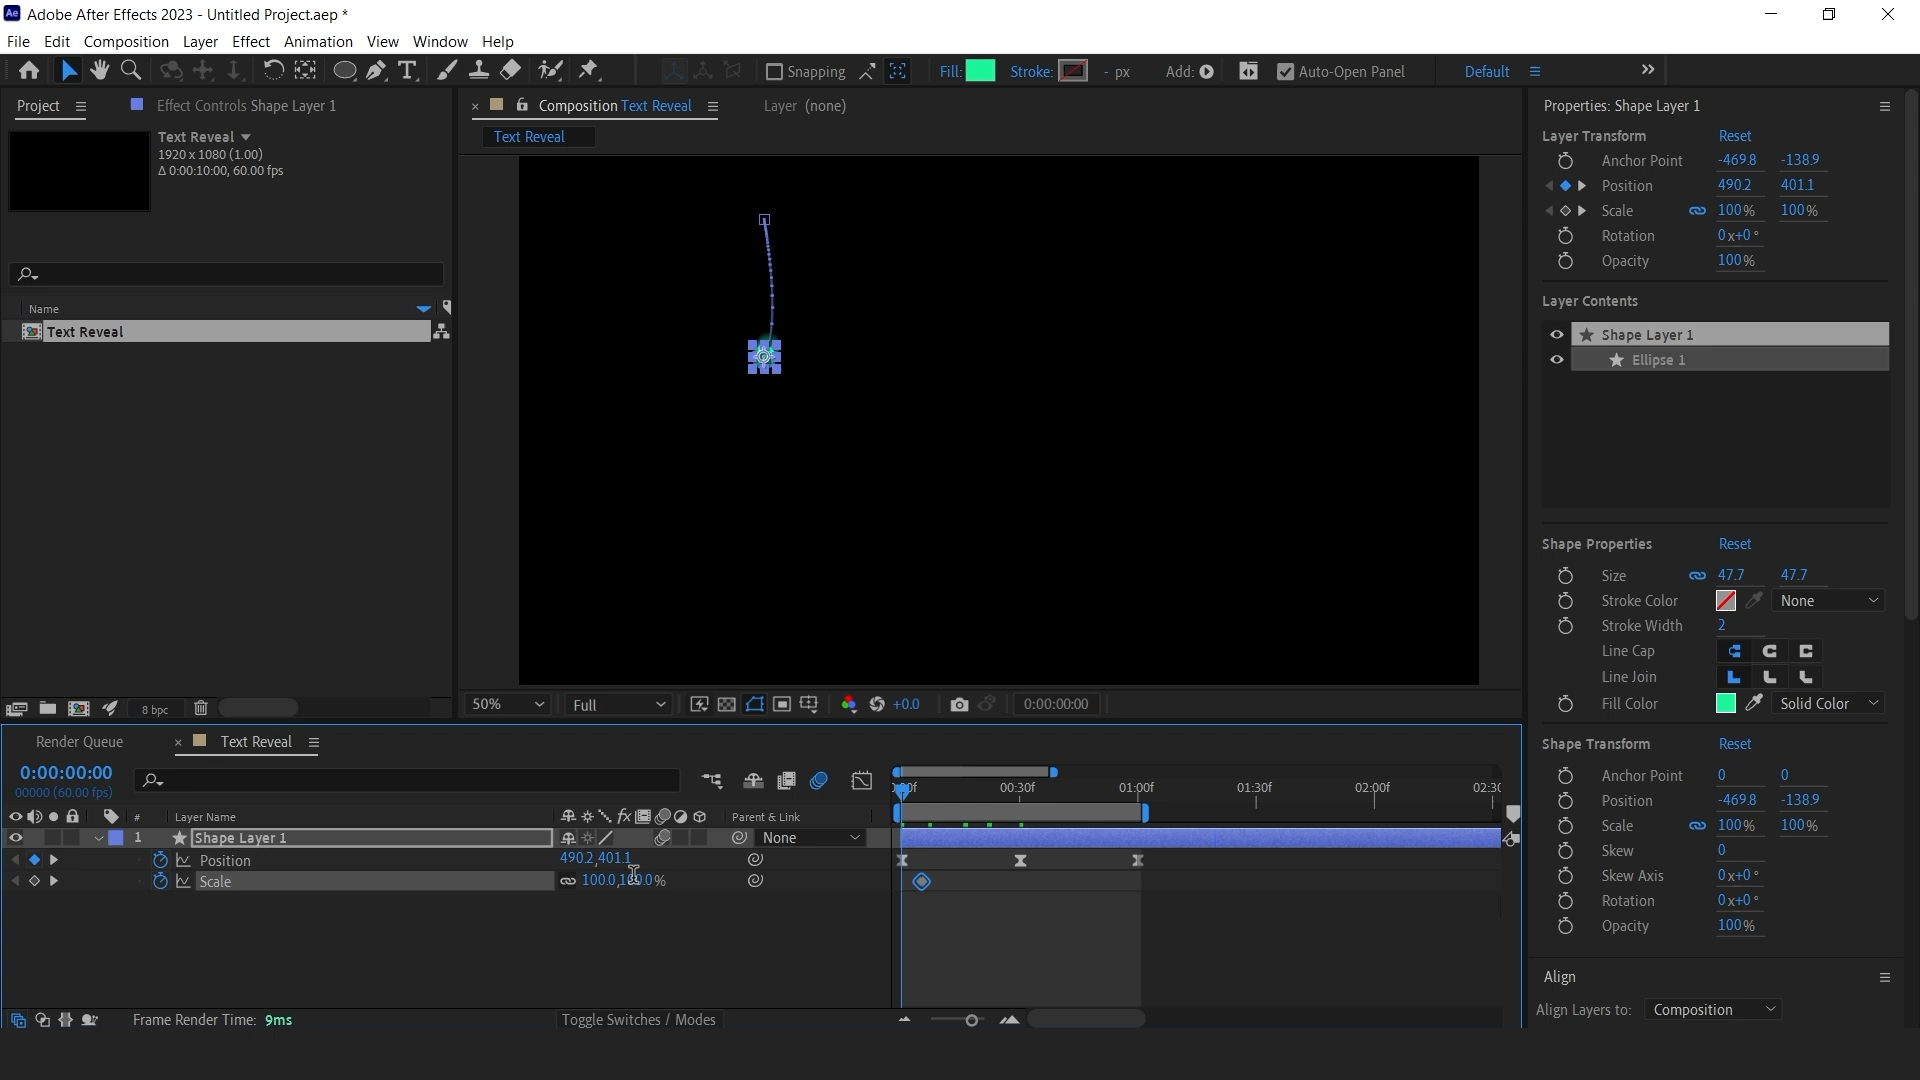 Adobe After Effects 2023 - Untitled Project.aep *
File Edit Composition Layer Effect Animation View Window Help
Snapping Fill: Stroke: - px Add: Auto-Open Panel Default
Project Effect Controls Shape Layer 1
Text Reveal
1920 x 1080 (1.00)
Δ 0:00:10:00, 60.00 fps
Name
Text Reveal
8 bpc
Composition Text Reveal Layer (none)
Text Reveal
50% Full +0.0 0:00:00:00
Properties: Shape Layer 1
Layer Transform Reset
Anchor Point -469.8 -138.9
Position 490.2 401.1
Scale 100% 100%
Rotation 0x+0°
Opacity 100%
Layer Contents
Shape Layer 1
Ellipse 1
Shape Properties Reset
Size 47.7 47.7
Stroke Color None
Stroke Width 2
Line Cap
Line Join
Fill Color Solid Color
Shape Transform Reset
Anchor Point 0 0
Position -469.8 -138.9
Scale 100% 100%
Skew 0
Skew Axis 0x+0°
Rotation 0x+0°
Opacity 100%
Align
Align Layers to: Composition
Render Queue Text Reveal
0:00:00:00
00000 (60.00 fps)
00:30f 01:00f 01:30f 02:00f
# Layer Name fx Parent & Link
1 Shape Layer 1 None
Position 490.2,401.1
Scale 100.0,100.0%
Frame Render Time: 9ms Toggle Switches / Modes